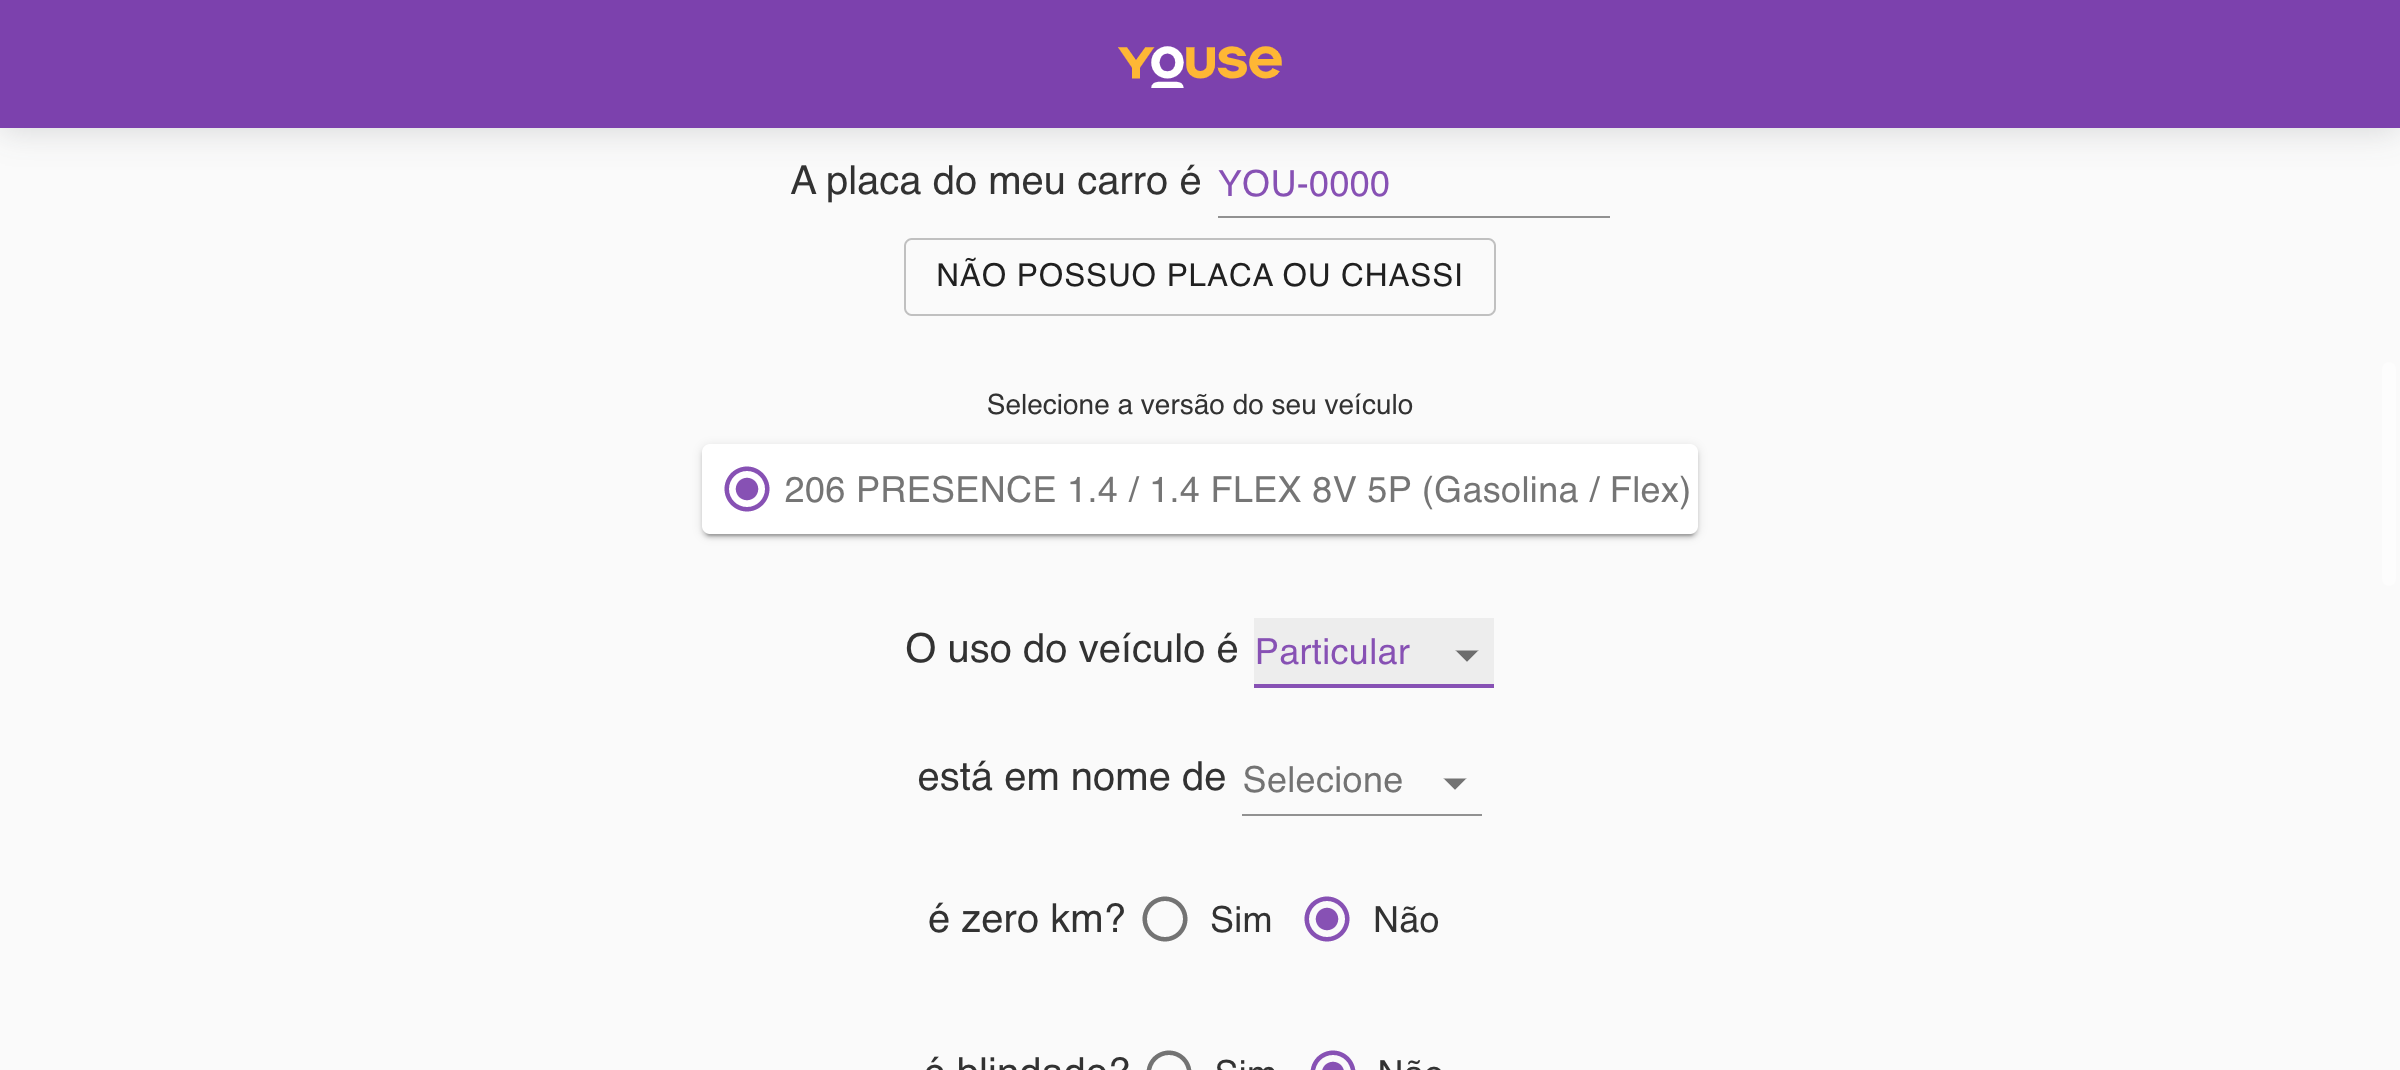 YOUSE
A placa do meu carro é YOU-0000
NÃO POSSUO PLACA OU CHASSI
Selecione a versão do seu veículo
206 PRESENCE 1.4 / 1.4 FLEX 8V 5P (Gasolina / Flex)
O uso do veículo é Particular
está em nome de Selecione
é zero km? Sim Não
é blindado? Sim Não